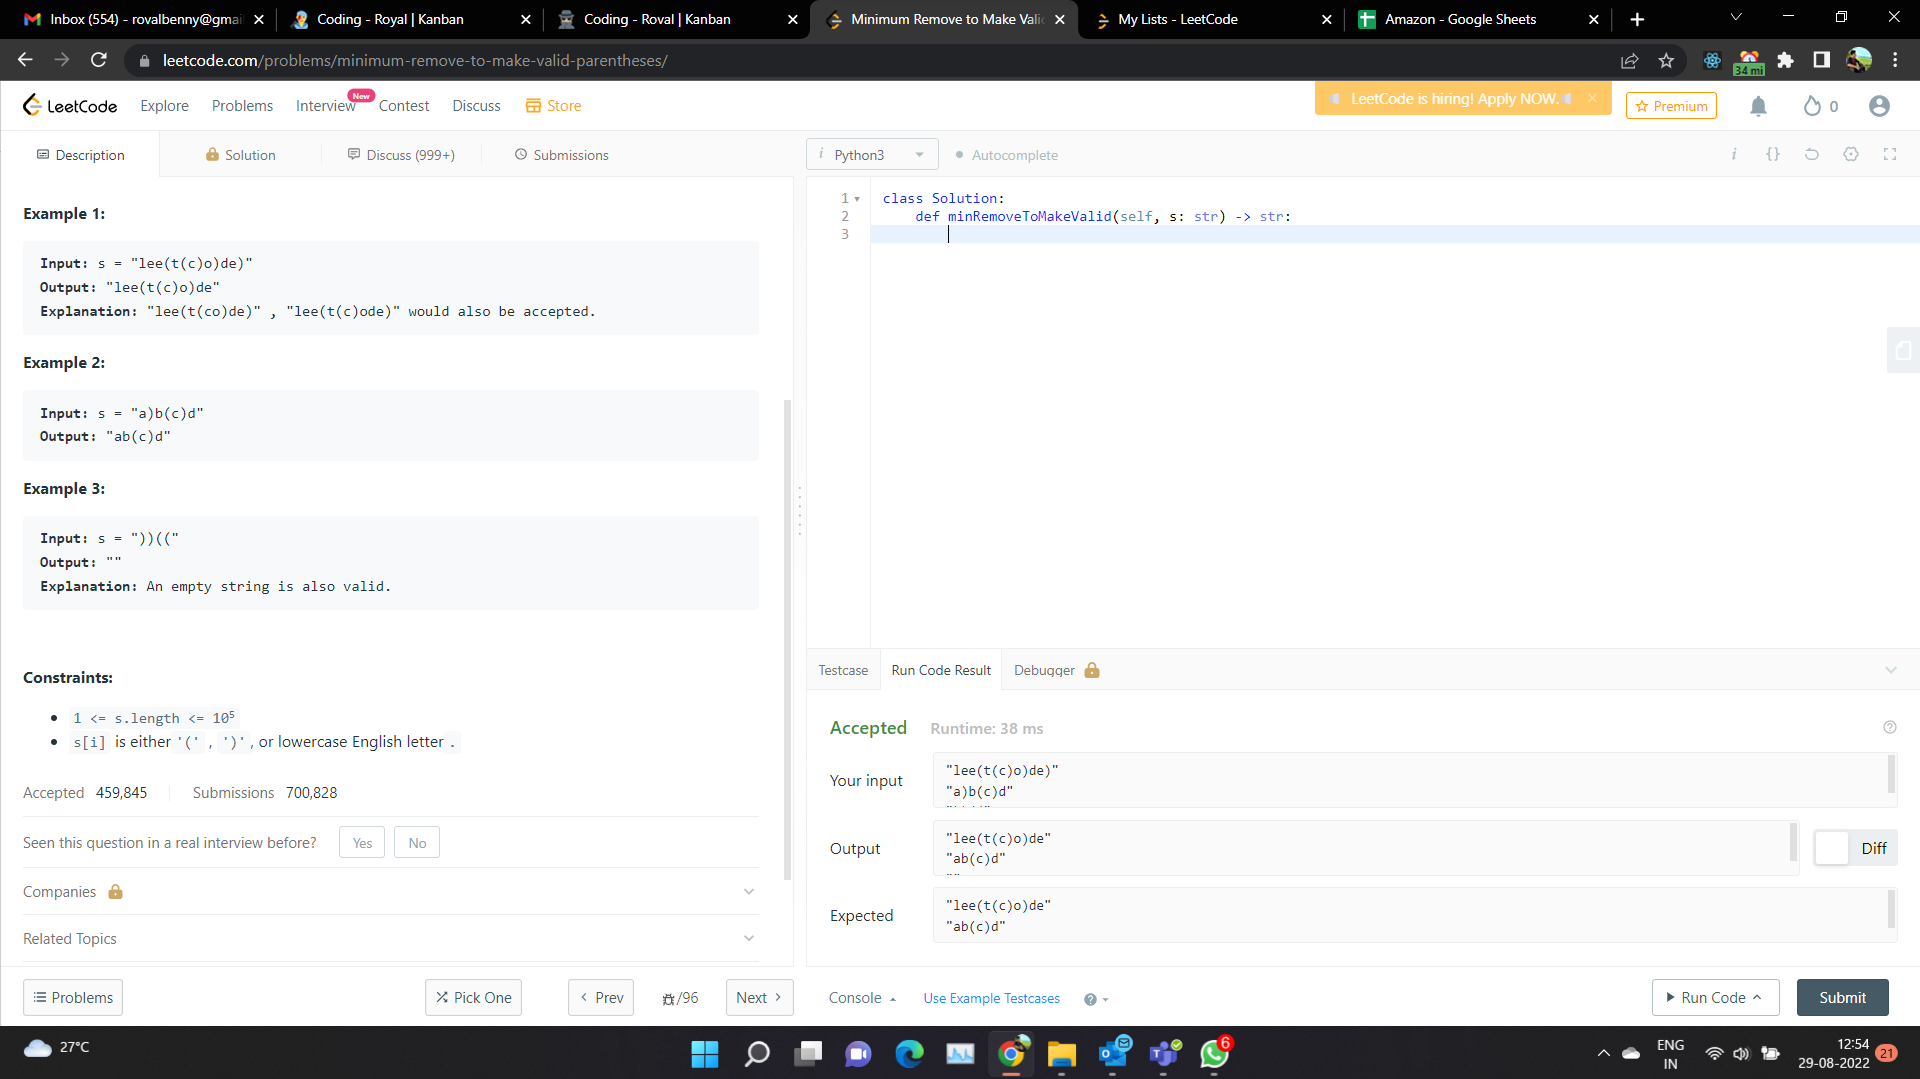 Inbox (554) - rovalbenny@gmai
Coding - Royal | Kanban
Coding - Roval | Kanban
Minimum Remove to Make Vali
My Lists - LeetCode
Amazon - Google Sheets
leetcode.com/problems/minimum-remove-to-make-valid-parentheses/
34 mi
LeetCode
Explore
Problems
Interview
New
Contest
Discuss
Store
LeetCode is hiring! Apply NOW.
Premium
0
Description
Solution
Discuss (999+)
Submissions
i Python3
Autocomplete
Example 1:
Input: s = "lee(t(c)o)de)"
Output: "lee(t(c)o)de"
Explanation: "lee(t(co)de)" , "lee(t(c)ode)" would also be accepted.
Example 2:
Input: s = "a)b(c)d"
Output: "ab(c)d"
Example 3:
Input: s = "))(("
Output: ""
Explanation: An empty string is also valid.
Constraints:
1 <= s.length <= 10⁵
s[i] is either '(' , ')' , or lowercase English letter .
Accepted 459,845
Submissions 700,828
Seen this question in a real interview before?
Yes
No
Companies
Related Topics
Problems
Pick One
Prev
/96
Next
1 class Solution:
2 def minRemoveToMakeValid(self, s: str) -> str:
3
Testcase
Run Code Result
Debugger
Accepted
Runtime: 38 ms
Your input
"lee(t(c)o)de)"
"a)b(c)d"
Output
"lee(t(c)o)de"
"ab(c)d"
Diff
Expected
"lee(t(c)o)de"
"ab(c)d"
Console
Use Example Testcases
Run Code
Submit
27°C
6
ENG
IN
12:54
29-08-2022
21